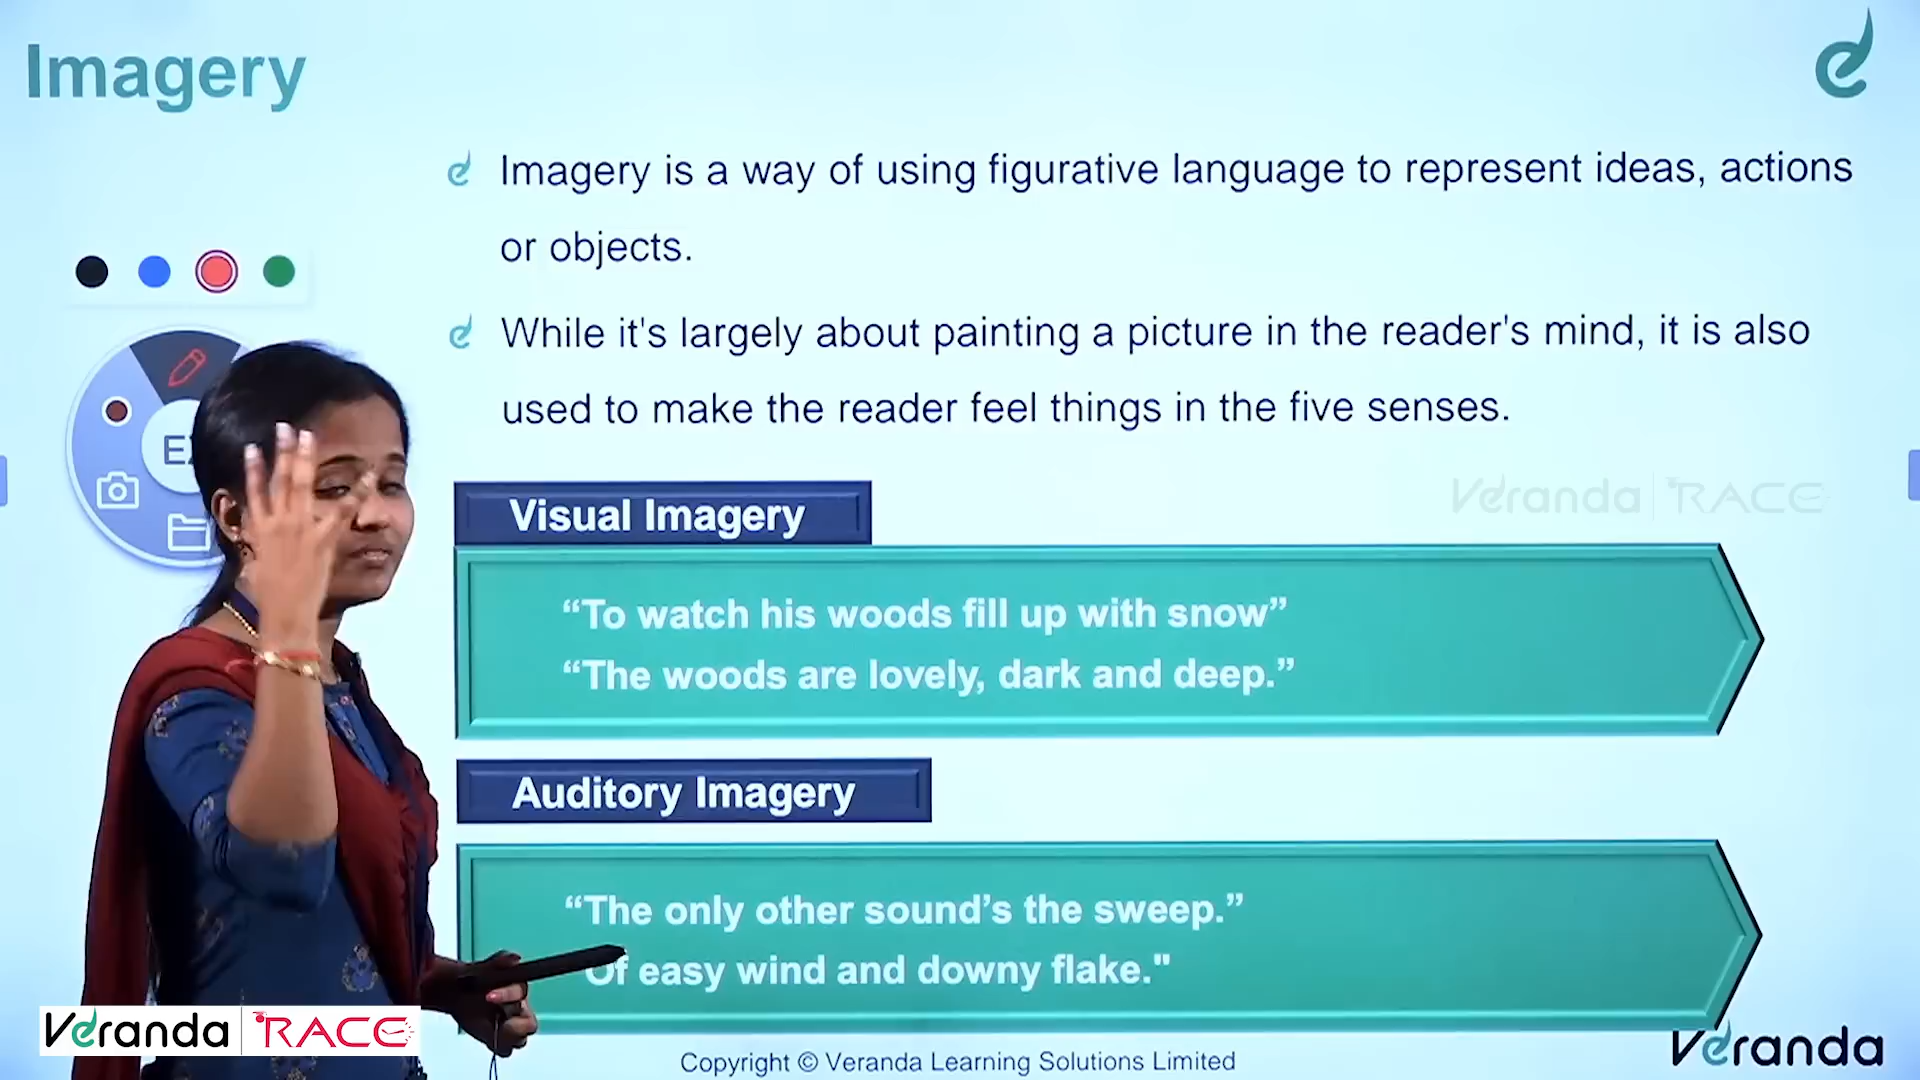 Imagery
Imagery is a way of using figurative language to represent ideas, actions
or objects.
While it's largely about painting a picture in the reader's mind, it is also
used to make the reader feel things in the five senses.
Veranda RACE
Visual Imagery
“To watch his woods fill up with snow”
“The woods are lovely, dark and deep.”
Auditory Imagery
“The only other sound’s the sweep.”
Of easy wind and downy flake."
Veranda RACE
Copyright © Veranda Learning Solutions Limited
Veranda